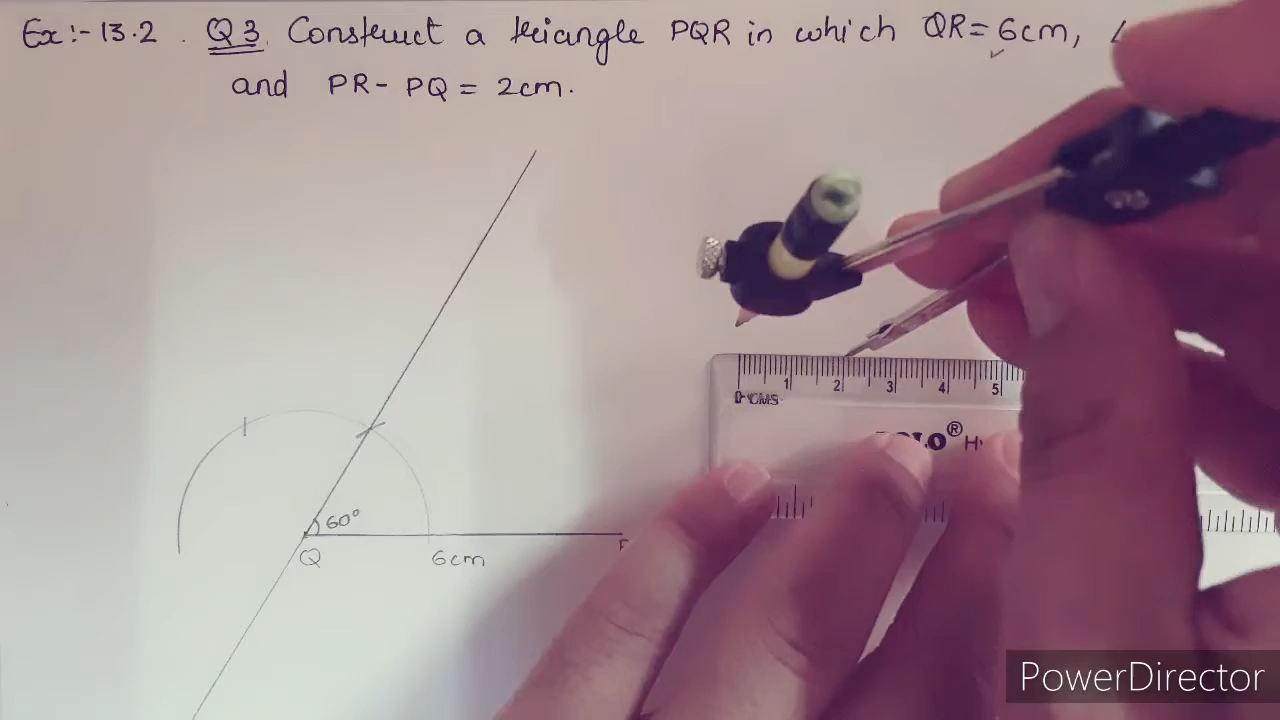 Ex:- 13.2. Q3. Construct a triangle PQR in which QR = 6cm, ∠
and PR - PQ = 2cm.
60°
Q 6cm
0 CMS 1 2 3 4 5
PowerDirector